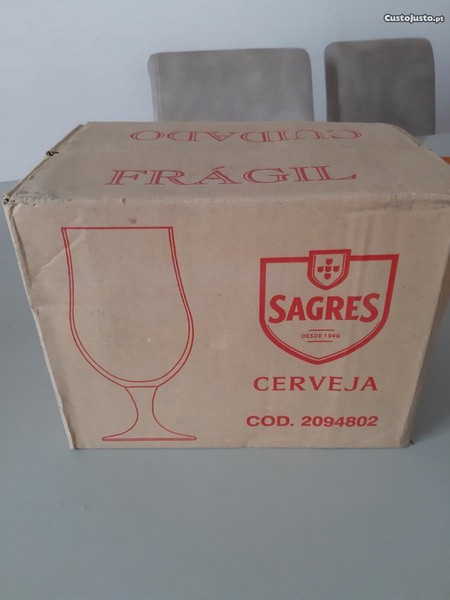 CustoJusto.pt
CUIDADO
FRÁGIL
SAGRES
DESDE 1940
CERVEJA
COD. 2094802